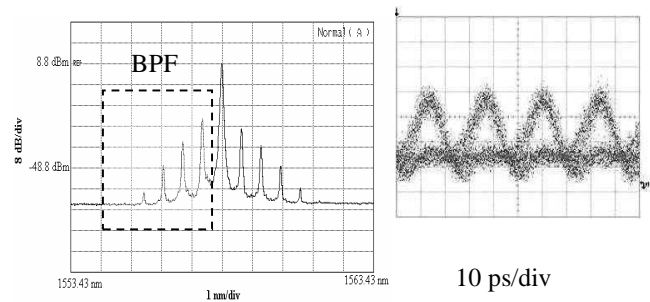 Normal ( A )
8.8 dBm
REF
BPF
8 dB/div
-48.8 dBm
1553.43 nm
1563.43 nm
1 nm/div
10 ps/div